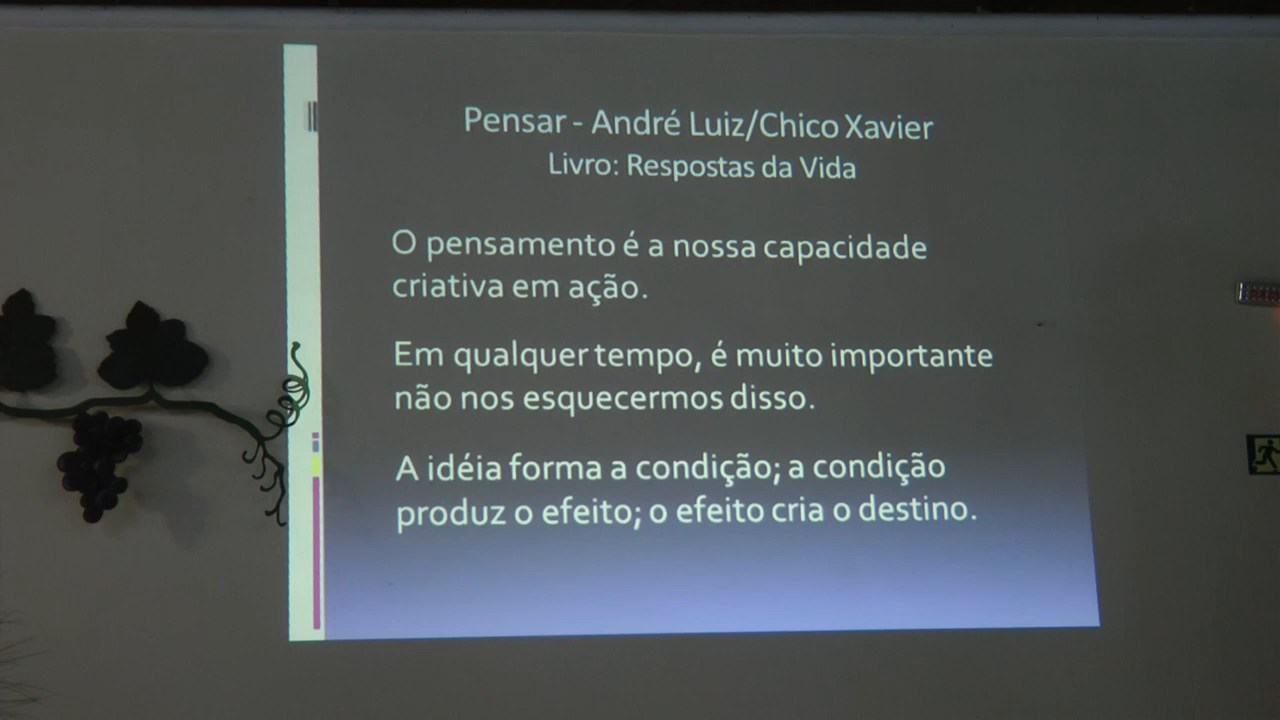 Pensar - André Luiz/Chico Xavier
Livro: Respostas da Vida
O pensamento é a nossa capacidade
criativa em ação.
Em qualquer tempo, é muito importante
não nos esquecermos disso.
A idéia forma a condição; a condição
produz o efeito; o efeito cria o destino.